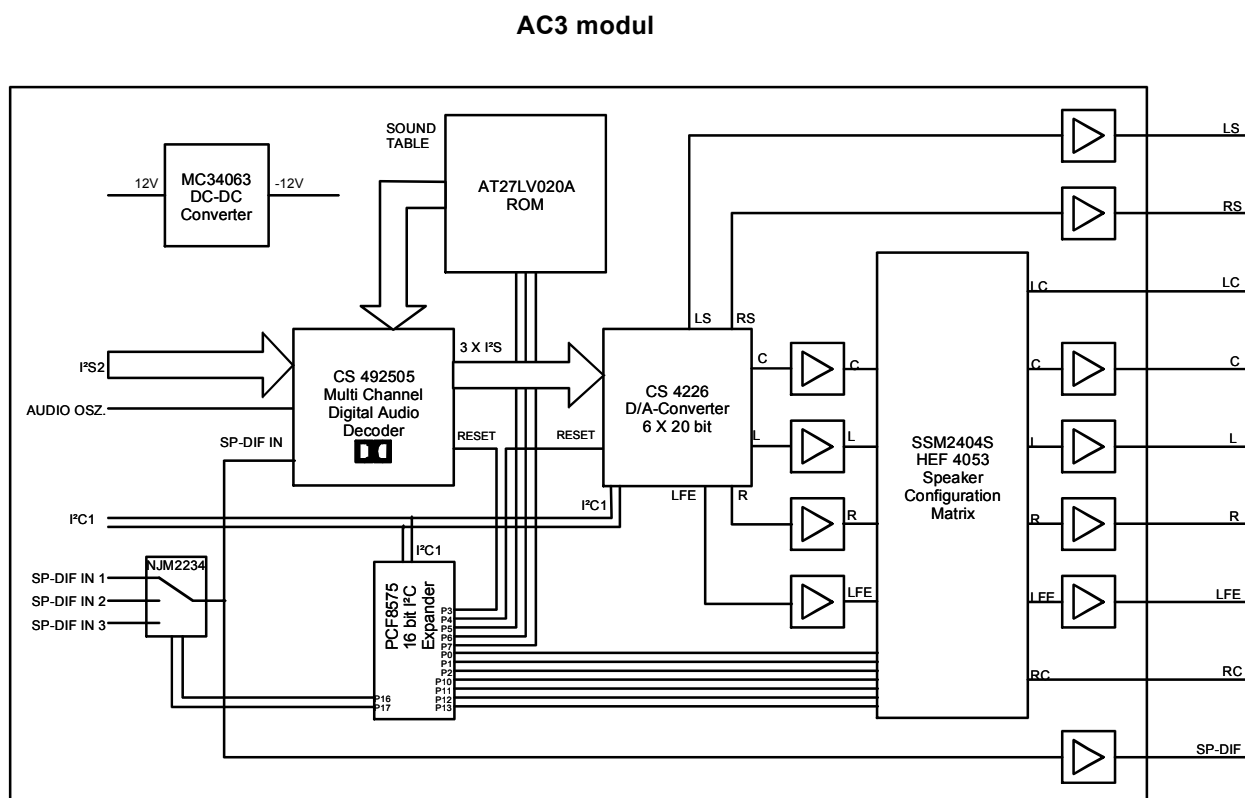 AC3 modul
SOUND
TABLE
12V
MC34063
DC-DC
Converter
-12V
AT27LV020A
ROM
LS
RS
LC
LC
LS
RS
I²S2
CS 492505
Multi Channel
Digital Audio
Decoder
3 X I²S
CS 4226
D/A-Converter
6 X 20 bit
C
C
C
C
AUDIO OSZ.
SP-DIF IN
RESET
RESET
L
L
L
L
SSM2404S
HEF 4053
Speaker
Configuration
Matrix
LFE
R
R
R
R
I²C1
I²C1
I²C1
NJM2234
SP-DIF IN 1
SP-DIF IN 2
SP-DIF IN 3
PCF8575
16 bit I²C
Expander
P3
P4
P5
P6
P7
P0
P1
P2
P10
P11
P12
P13
P16
P17
LFE
LFE
LFE
RC
RC
SP-DIF